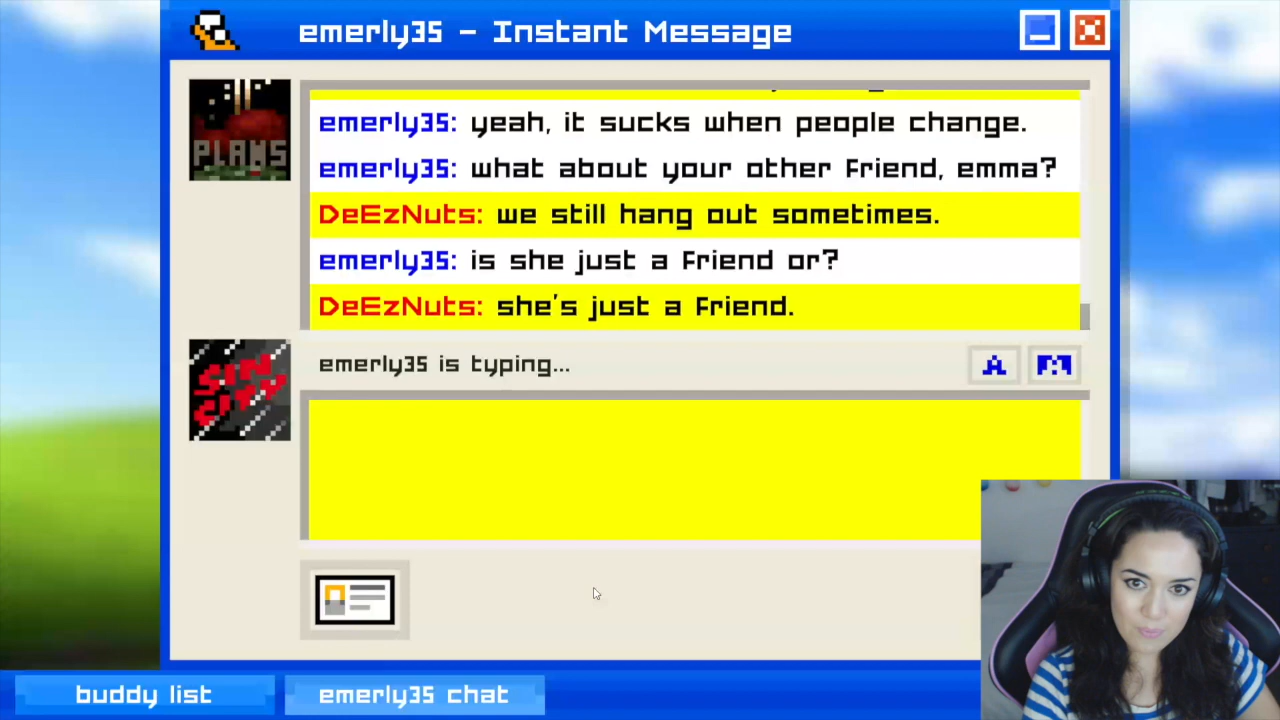 emerly35 - Instant Message
emerly35: yeah, it sucks when people change.
emerly35: what about your other friend, emma?
DeEzNuts: we still hang out sometimes.
emerly35: is she just a friend or?
DeEzNuts: she's just a friend.
PLANS
emerly35 is typing...
A
SIN
CITY
buddy list
emerly35 chat